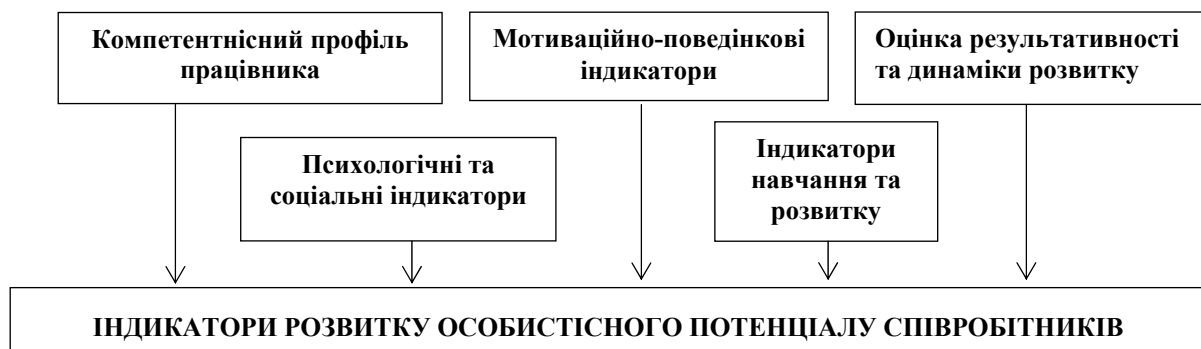 Компетентнісний профіль
працівника
Мотиваційно-поведінкові
індикатори
Оцінка результативності
та динаміки розвитку
Психологічні та
соціальні індикатори
Індикатори
навчання та
розвитку
ІНДИКАТОРИ РОЗВИТКУ ОСОБИСТІСНОГО ПОТЕНЦІАЛУ СПІВРОБІТНИКІВ